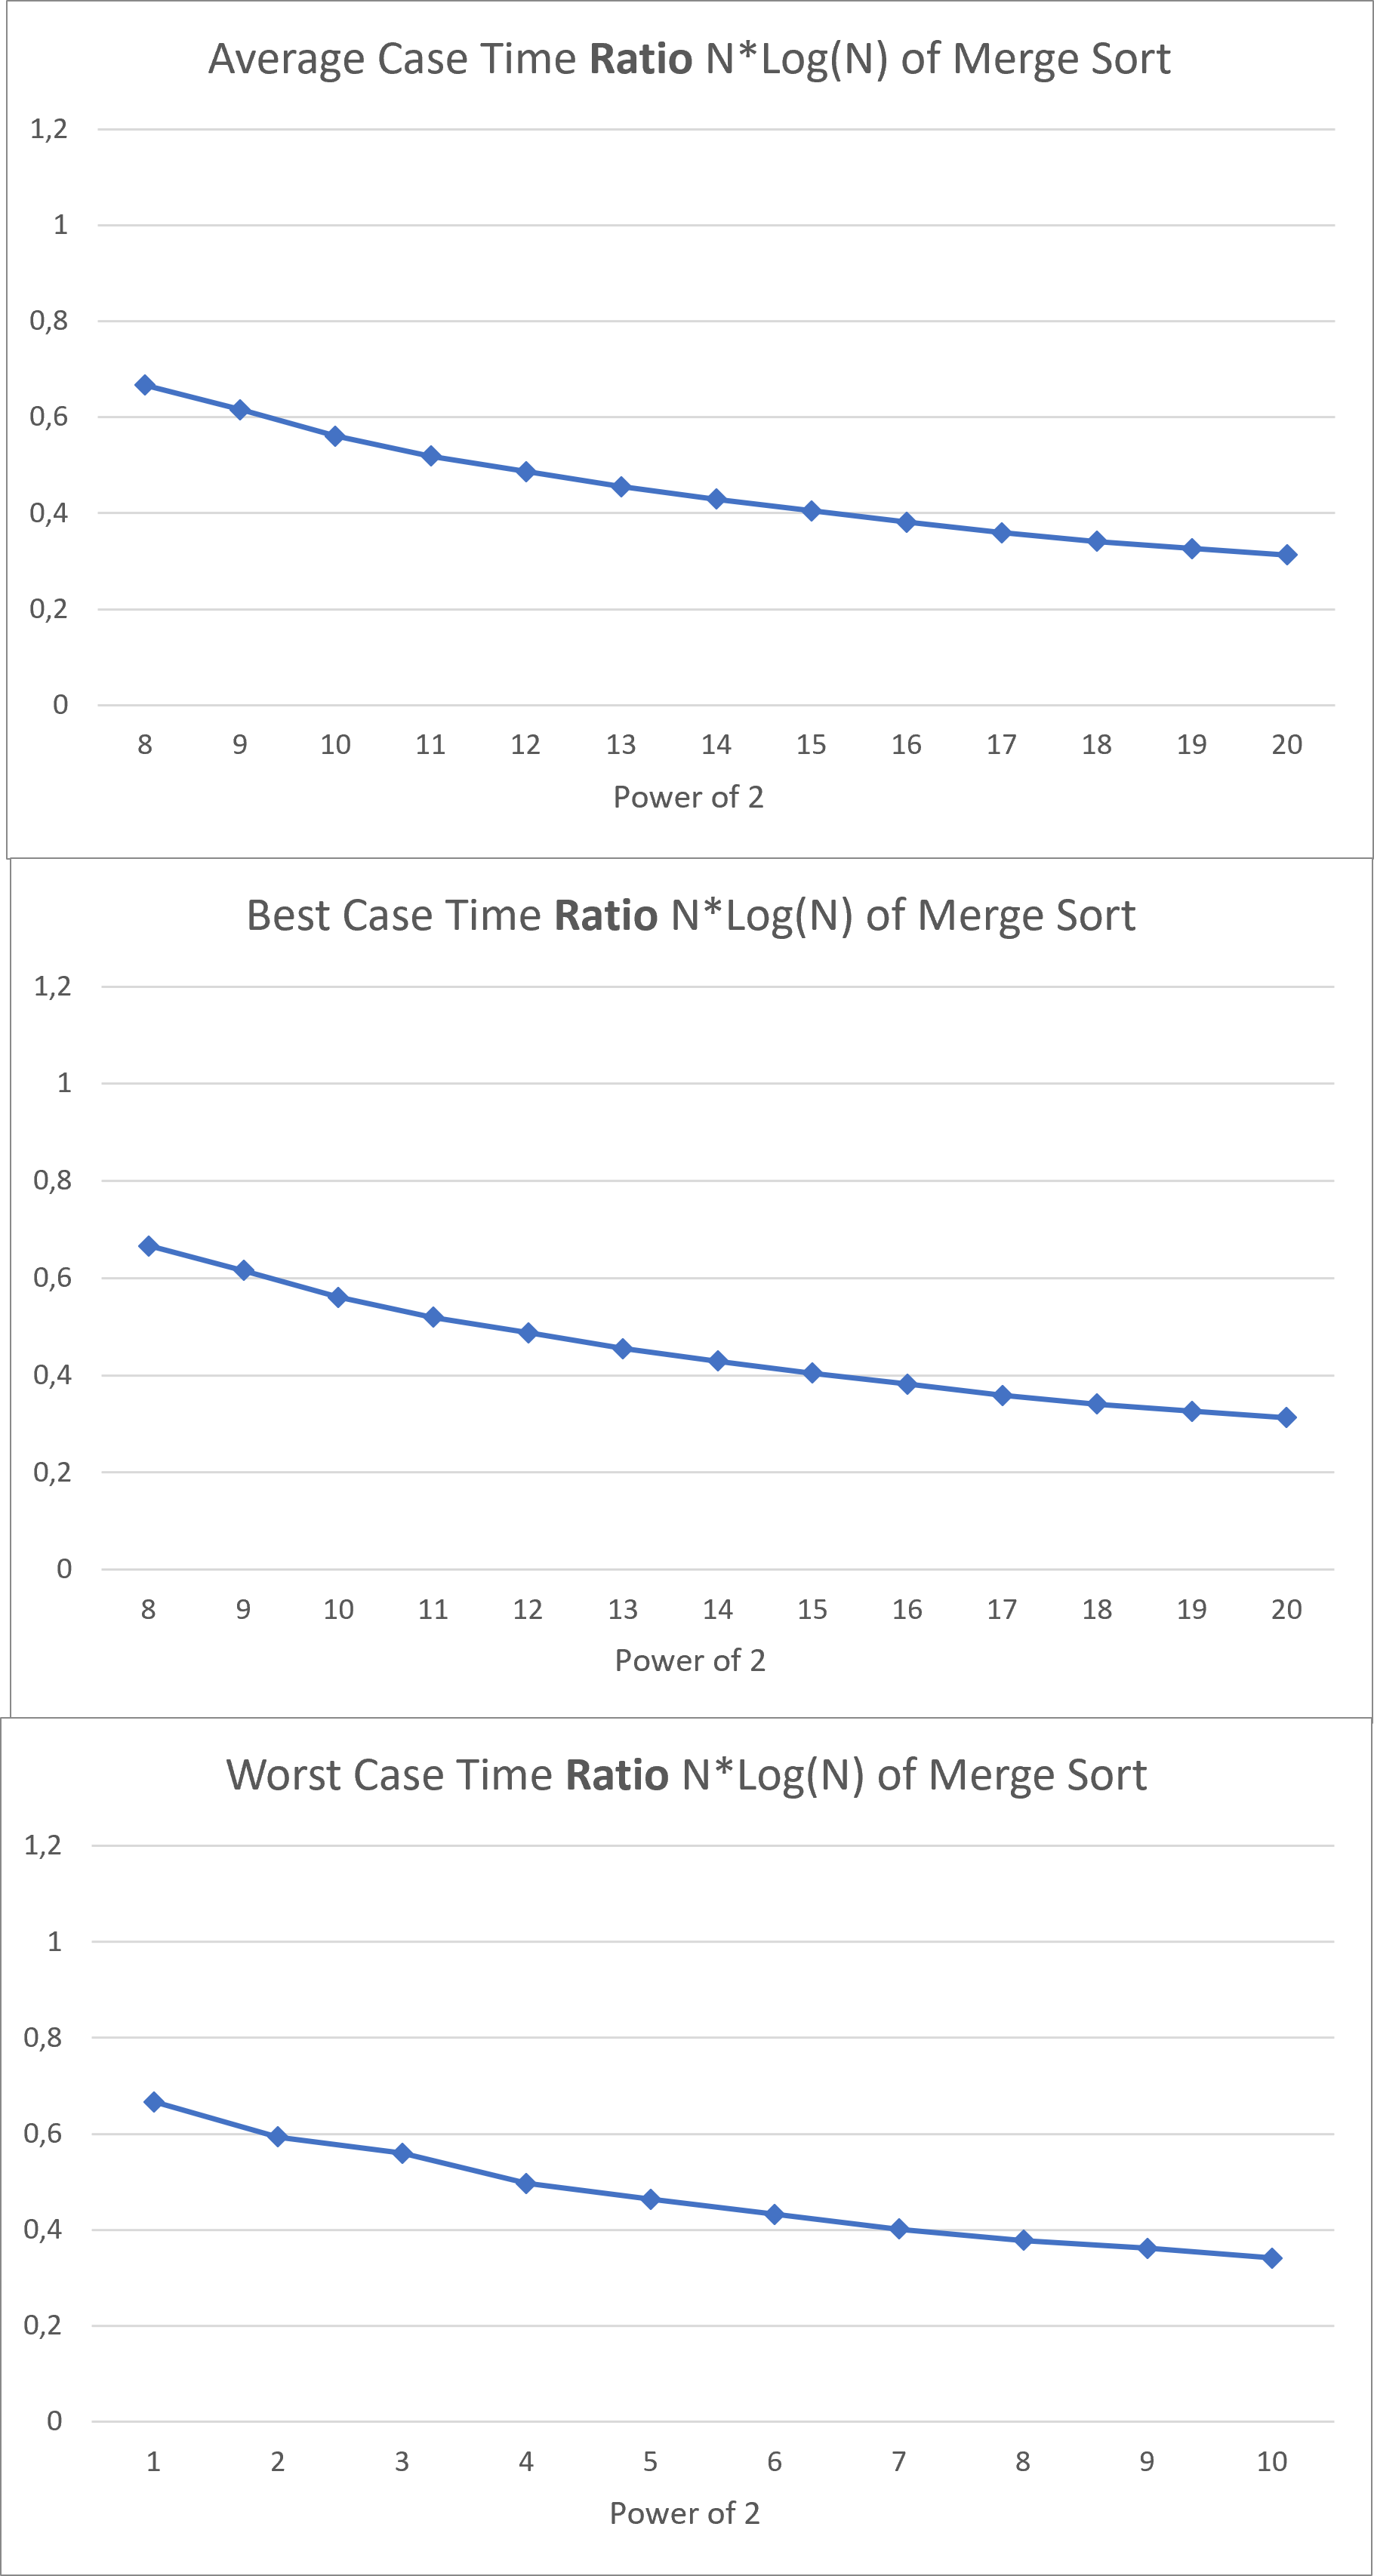 Average Case Time Ratio N*Log(N) of Merge Sort
1,2
1
0,8
0,6
0,4
0,2
0
8 9 10 11 12 13 14 15 16 17 18 19 20
Power of 2
Best Case Time Ratio N*Log(N) of Merge Sort
1,2
1
0,8
0,6
0,4
0,2
0
8 9 10 11 12 13 14 15 16 17 18 19 20
Power of 2
Worst Case Time Ratio N*Log(N) of Merge Sort
1,2
1
0,8
0,6
0,4
0,2
0
1 2 3 4 5 6 7 8 9 10
Power of 2